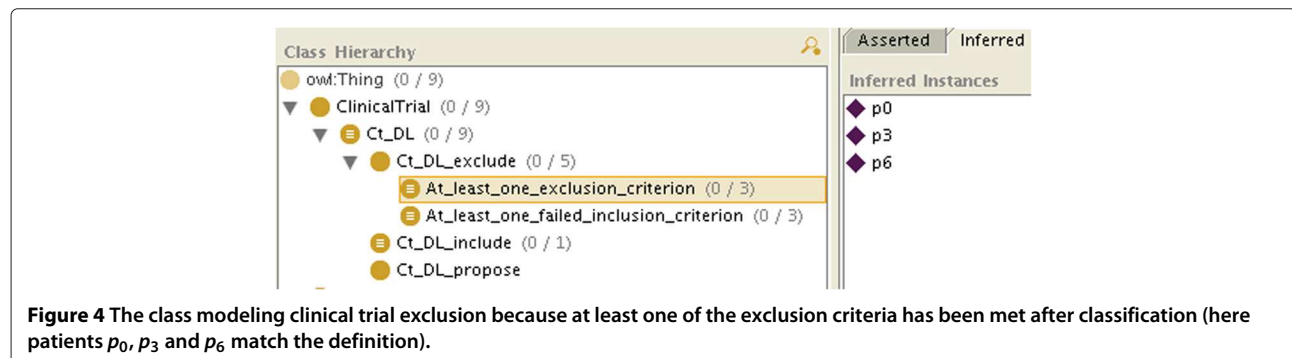 Class Hierarchy
owl:Thing (0 / 9)
ClinicalTrial (0 / 9)
Ct_DL (0 / 9)
Ct_DL_exclude (0 / 5)
At_least_one_exclusion_criterion (0 / 3)
At_least_one_failed_inclusion_criterion (0 / 3)
Ct_DL_include (0 / 1)
Ct_DL_propose
Asserted Inferred
Inferred Instances
p0
p3
p6
Figure 4 The class modeling clinical trial exclusion because at least one of the exclusion criteria has been met after classification (here
patients p0, p3 and p6 match the definition).